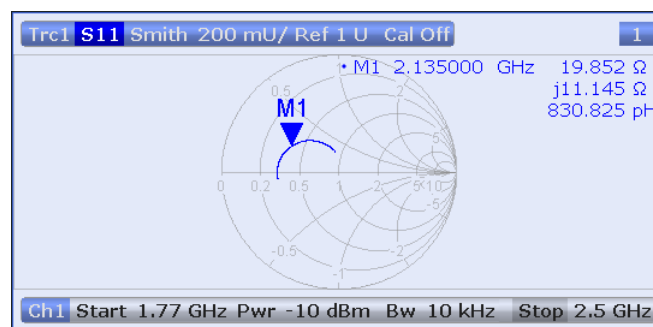 Trc1 S11 Smith 200 mU/ Ref 1 U Cal Off 1
• M1 2.135000 GHz 19.852 Ω
j11.145 Ω
830.825 pH
0.5 2
M1
5
0 0.2 0.5 1 2 5 10
-5
-0.5 -2
-1
Ch1 Start 1.77 GHz Pwr -10 dBm Bw 10 kHz Stop 2.5 GHz